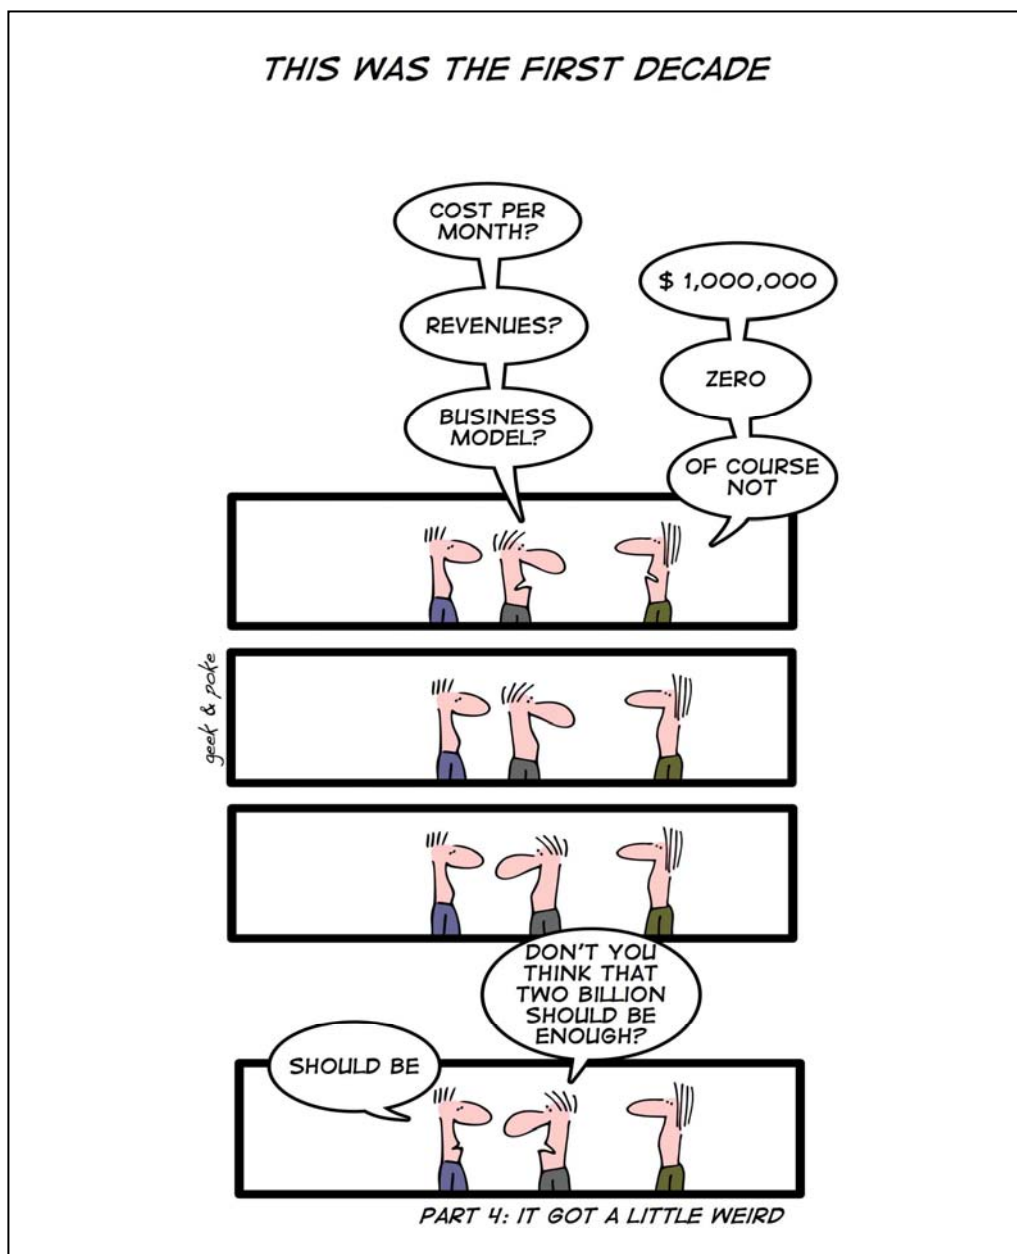 THIS WAS THE FIRST DECADE
COST PER
MONTH?
$ 1,000,000
REVENUES?
ZERO
BUSINESS
MODEL?
OF COURSE
NOT
geek & poke
DON'T YOU
THINK THAT
TWO BILLION
SHOULD BE
ENOUGH?
SHOULD BE
PART 4: IT GOT A LITTLE WEIRD